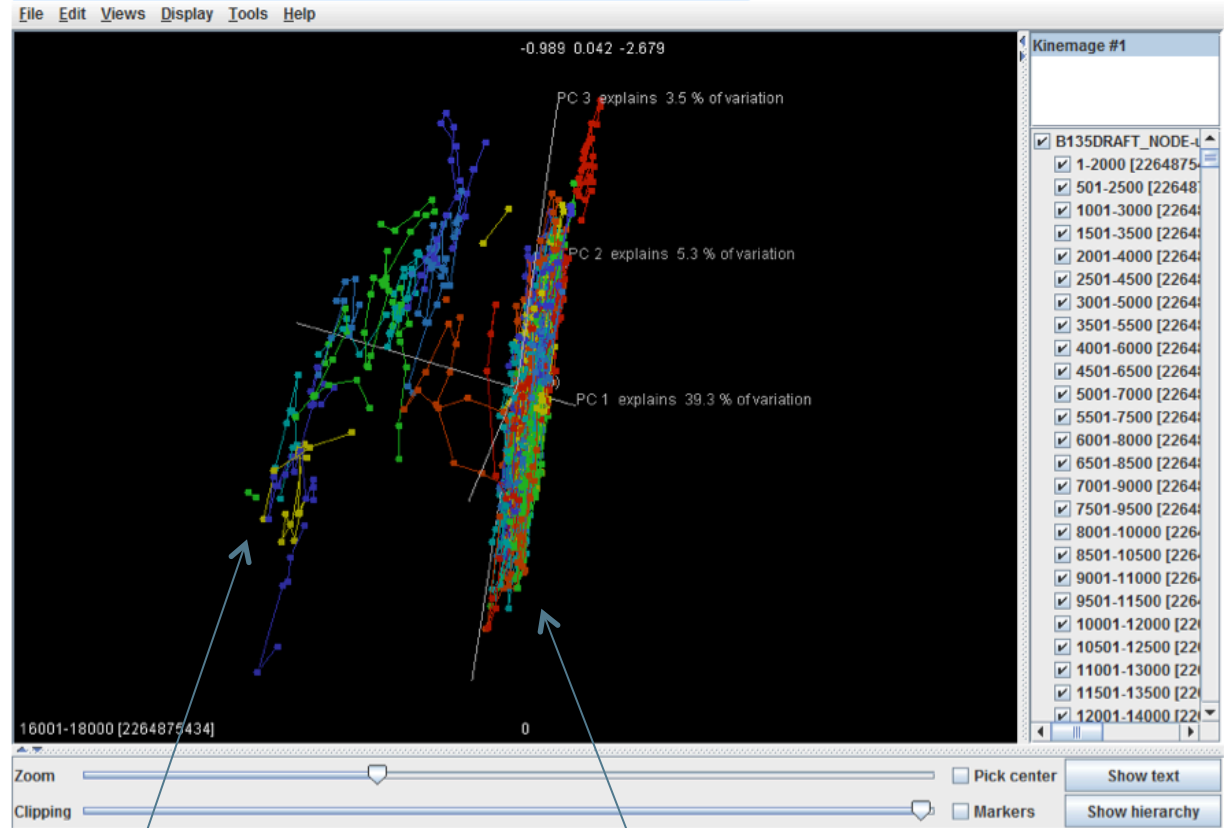 File Edit Views Display Tools Help
-0.989 0.042 -2.679
PC 3 explains 3.5 % of variation
PC 2 explains 5.3 % of variation
PC 1 explains 39.3 % of variation
16001-18000 [2264875434]
0
Kinemage #1
B135DRAFT_NODE-u
1-2000 [22648754
501-2500 [22648
1001-3000 [2264
1501-3500 [2264
2001-4000 [2264
2501-4500 [2264
3001-5000 [2264
3501-5500 [2264
4001-6000 [2264
4501-6500 [2264
5001-7000 [2264
5501-7500 [2264
6001-8000 [2264
6501-8500 [2264
7001-9000 [2264
7501-9500 [2264
8001-10000 [226
8501-10500 [226
9001-11000 [226
9501-11500 [226
10001-12000 [22
10501-12500 [22
11001-13000 [22
11501-13500 [22
12001-14000 [22
Zoom
Pick center
Show text
Clipping
Markers
Show hierarchy